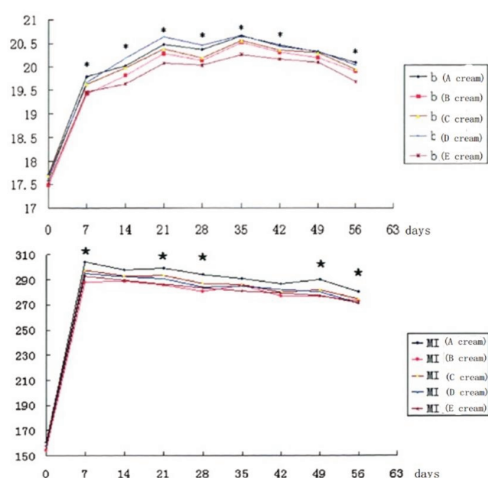 21
20.5
20
19.5
19
18.5
18
17.5
17
0 7 14 21 28 35 42 49 56 63 days
b (A cream)
b (B cream)
b (C cream)
b (D cream)
b (E cream)
310
290
270
250
230
210
190
170
150
0 7 14 21 28 35 42 49 56 63 days
MI (A cream)
MI (B cream)
MI (C cream)
MI (D cream)
MI (E cream)